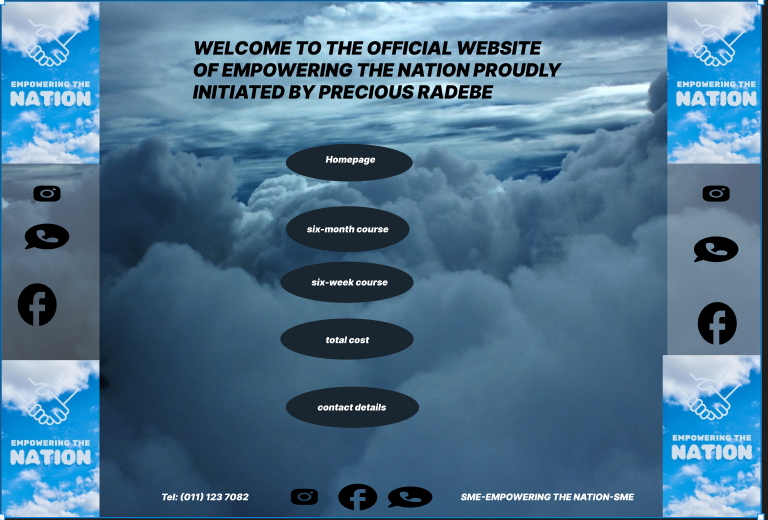 EMPOWERING THE
NATION
WELCOME TO THE OFFICIAL WEBSITE
OF EMPOWERING THE NATION PROUDLY
INITIATED BY PRECIOUS RADEBE
EMPOWERING THE
NATION
Homepage
six-month course
six-week course
total cost
contact details
EMPOWERING THE
NATION
EMPOWERING THE
NATION
Tel: (011) 123 7082
SME-EMPOWERING THE NATION-SME